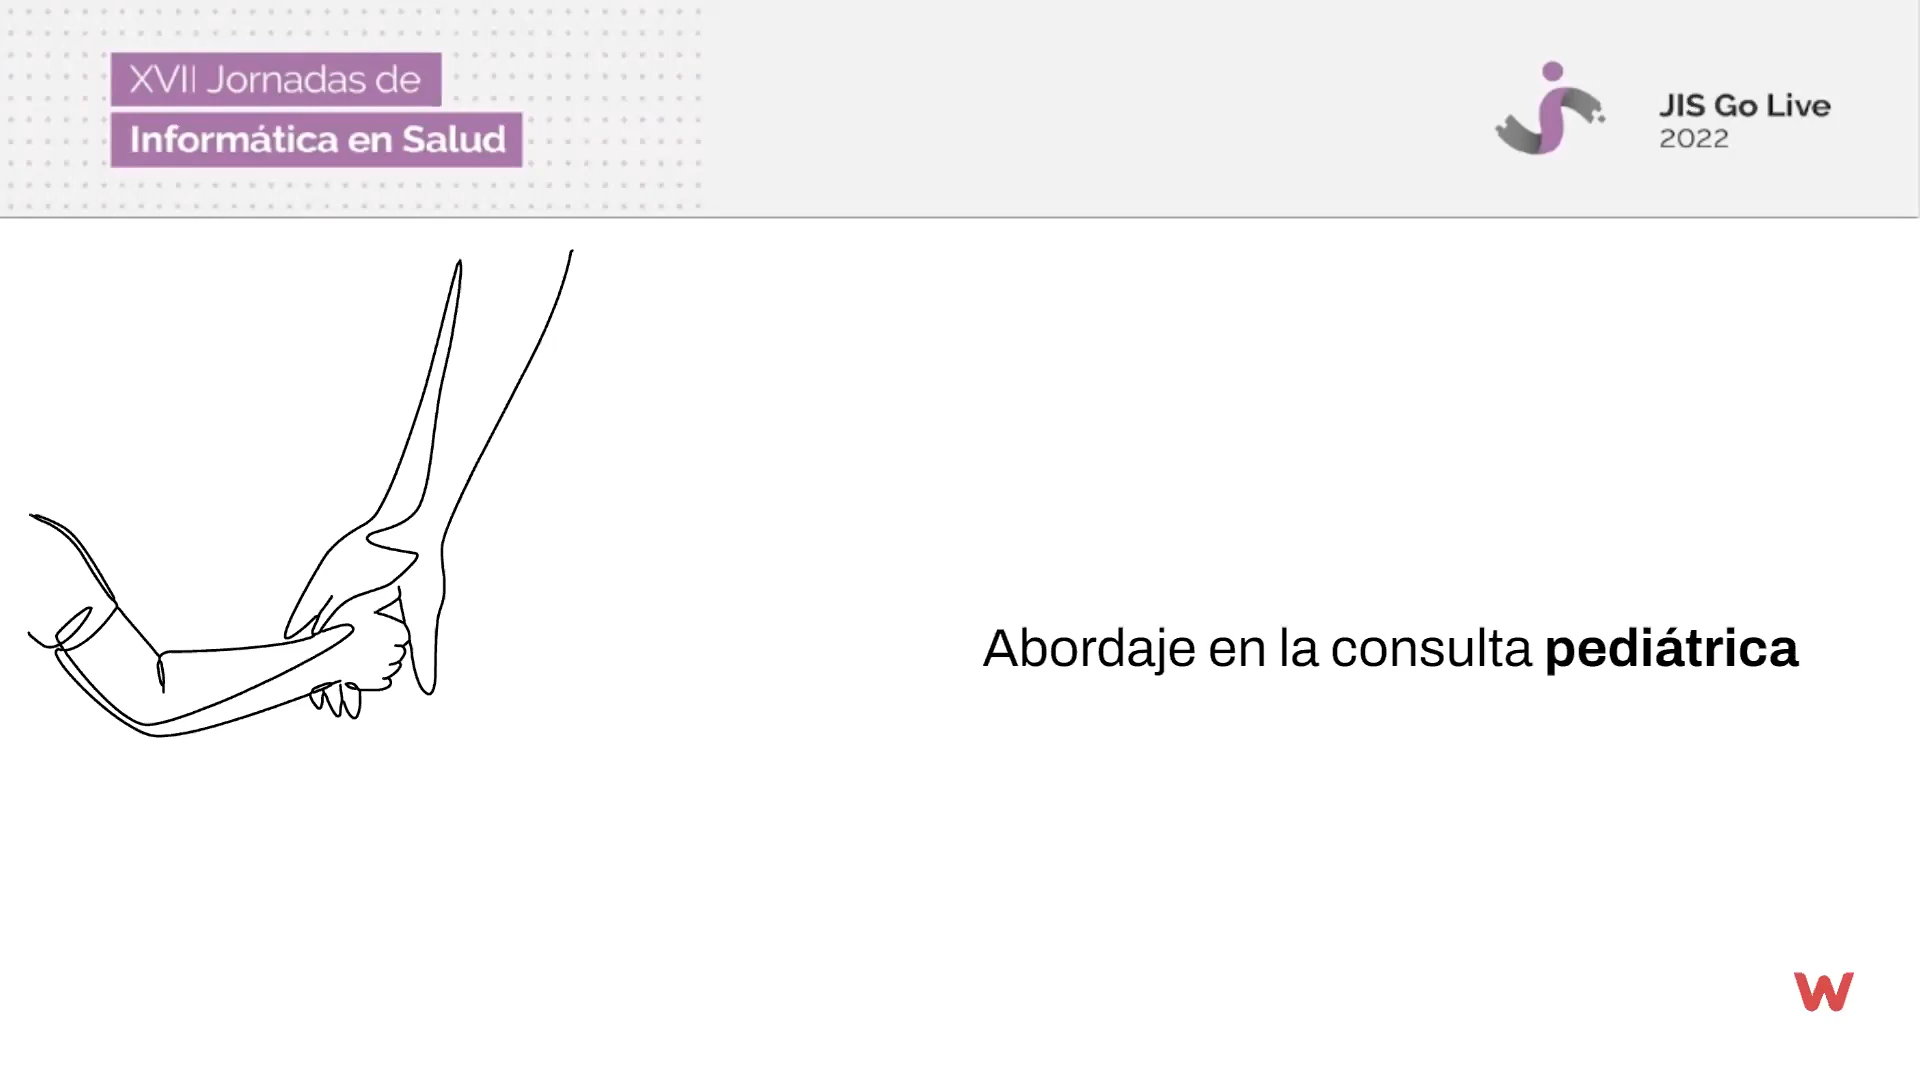 XVII Jornadas de
Informática en Salud
JIS Go Live
2022
Abordaje en la consulta pediátrica
W